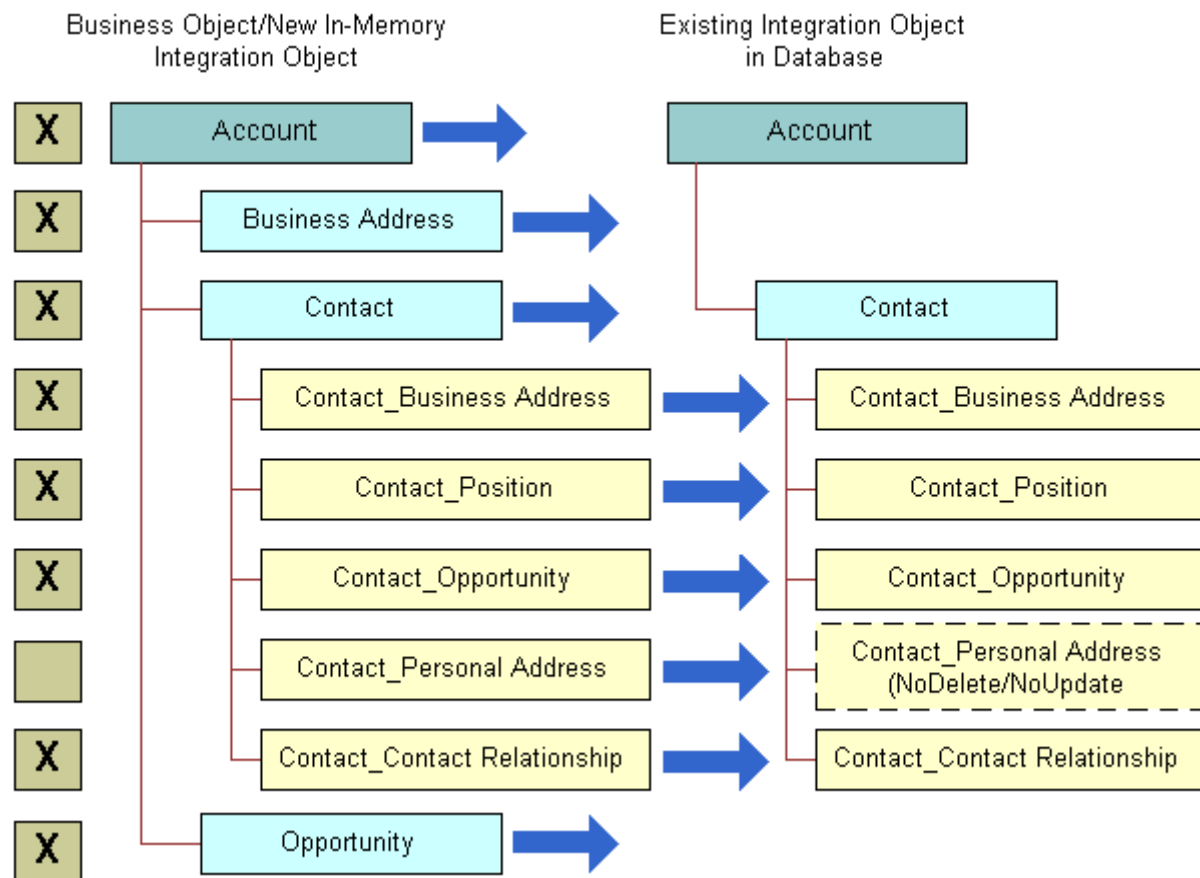 Business Object/New In-Memory
Integration Object
Existing Integration Object
in Database
X
Account
Account
X
Business Address
X
Contact
Contact
X
Contact_Business Address
Contact_Business Address
X
Contact_Position
Contact_Position
X
Contact_Opportunity
Contact_Opportunity
Contact_Personal Address
Contact_Personal Address
(NoDelete/NoUpdate
X
Contact_Contact Relationship
Contact_Contact Relationship
X
Opportunity